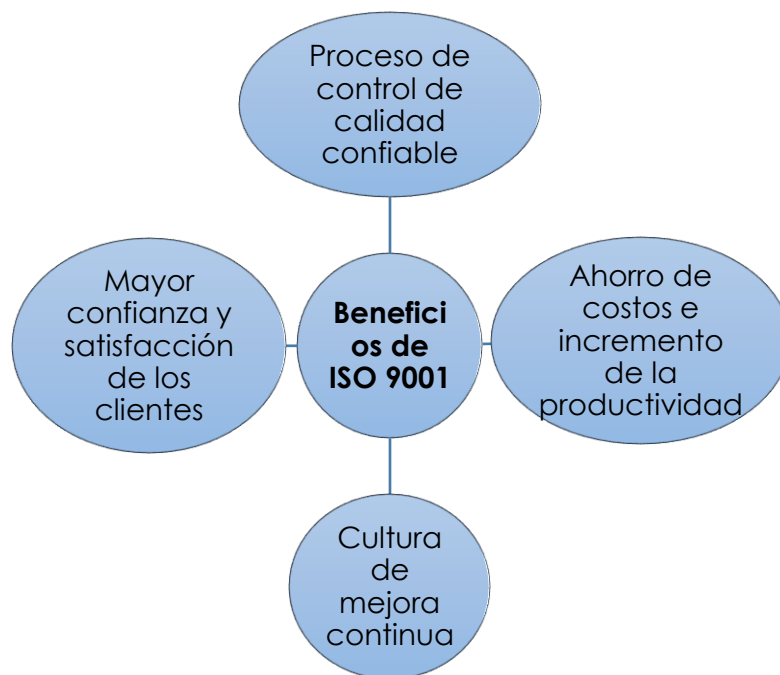 Proceso de
control de
calidad
confiable
Mayor
confianza y
satisfacción
de los
clientes
Benefici
os de
ISO 9001
Ahorro de
costos e
incremento
de la
productividad
Cultura
de
mejora
continua